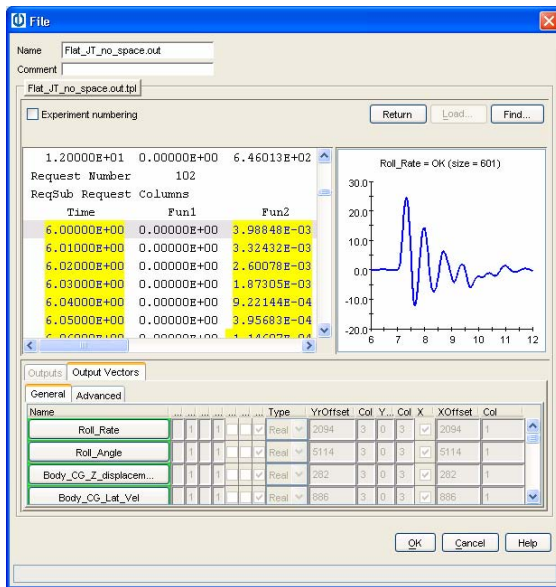 File
Name Flat_JT_no_space.out
Comment
Flat_JT_no_space.out.tpl
Experiment numbering
Return Load... Find...
1.20000E+01 0.00000E+00 6.46013E+02
Request Number 102
ReqSub Request Columns
Time Fun1 Fun2
6.00000E+00 0.00000E+00 3.98848E-03
6.01000E+00 0.00000E+00 3.32432E-03
6.02000E+00 0.00000E+00 2.60078E-03
6.03000E+00 0.00000E+00 1.87305E-03
6.04000E+00 0.00000E+00 9.22144E-04
6.05000E+00 0.00000E+00 3.95683E-04
Roll_Rate = OK (size = 601)
30.0
20.0
10.0
0.0
-10.0
-20.0
6 7 8 9 10 11 12
Outputs Output Vectors
General Advanced
Name ... ... ... ... ... ... ... Type YrOffset Col Y... Col X XOffset Col
Roll_Rate 1 1 Real 2094 3 0 3 2094 1
Roll_Angle 1 1 Real 5114 3 0 3 5114 1
Body_CG_Z_displacem... 1 1 Real 282 3 0 3 282 1
Body_CG_Lat_Vel 1 1 Real 886 3 0 3 886 1
OK Cancel Help